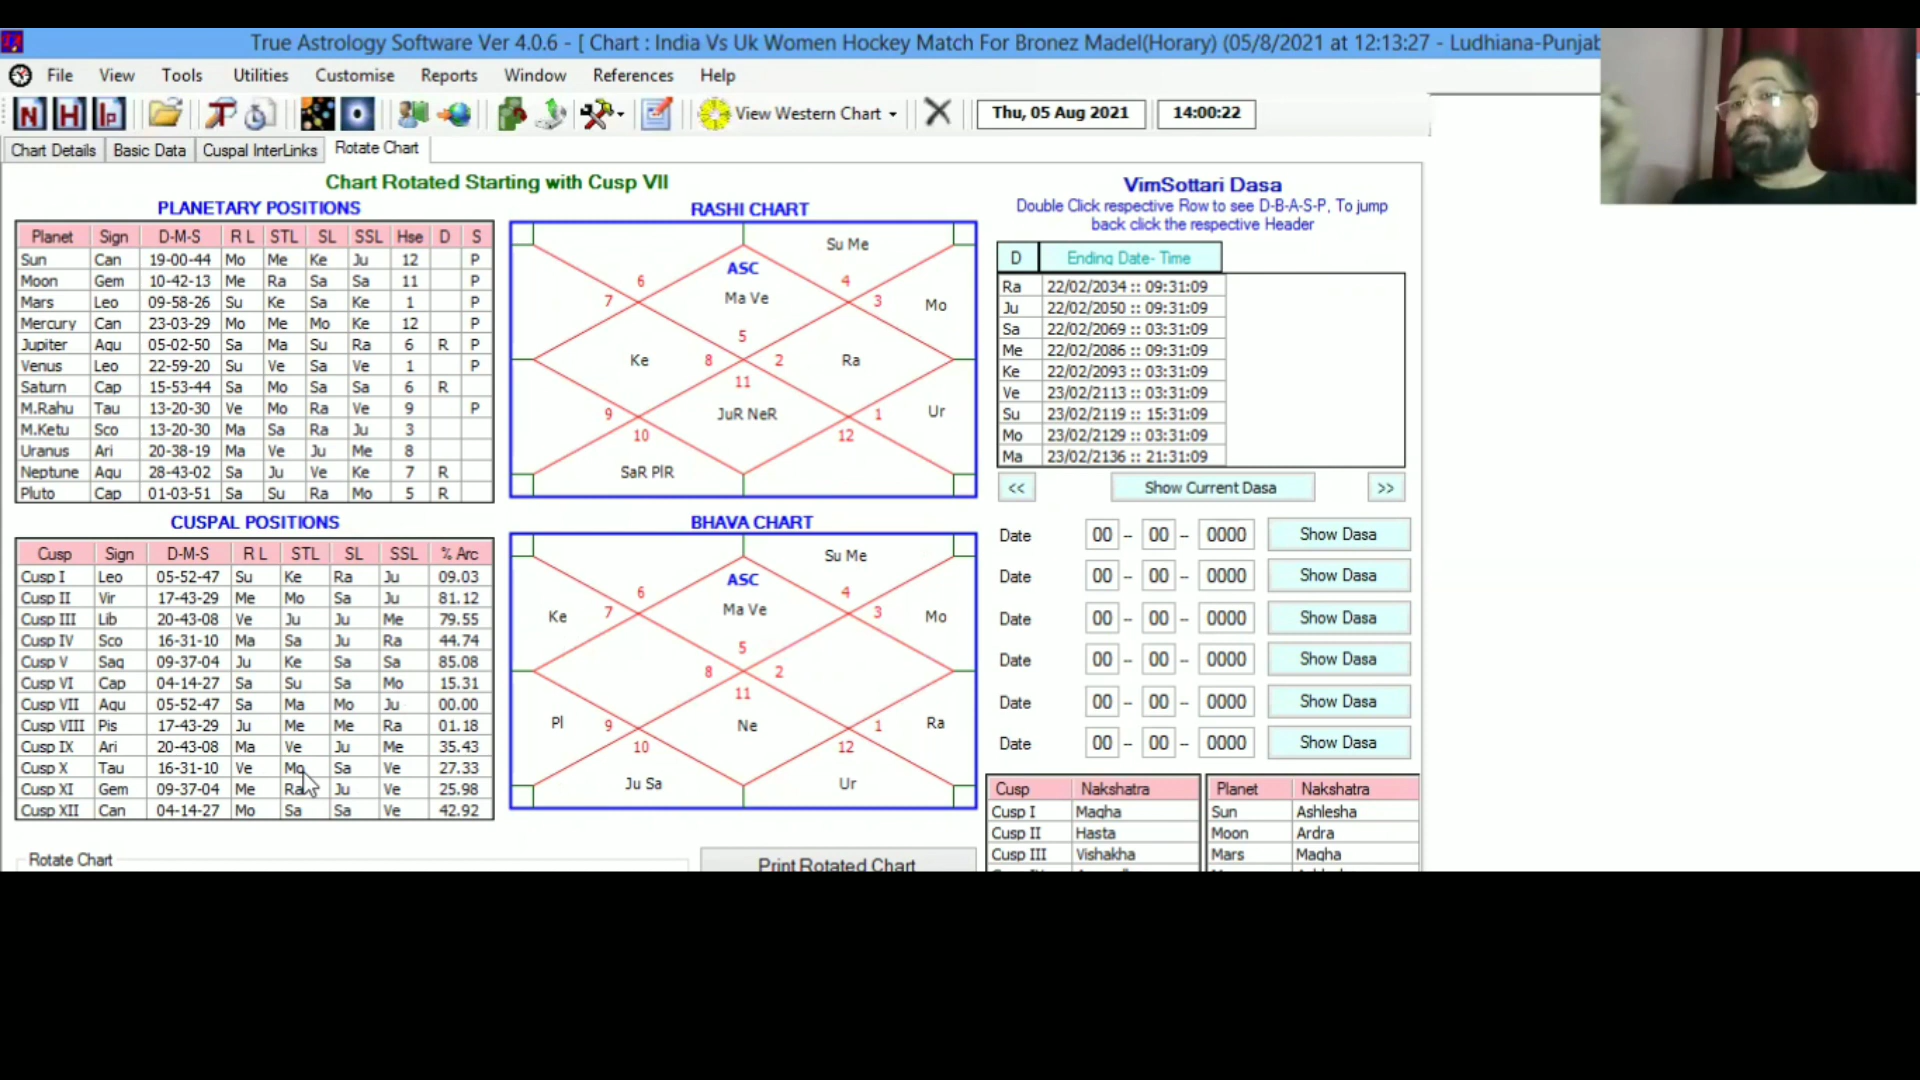 True Astrology Software Ver 4.0.6 - [ Chart : India Vs Uk Women Hockey Match For Bronez Madel(Horary) (05/8/2021 at 12:13:27 - Ludhiana-Punjab
File View Tools Utilities Customise Reports Window References Help
N H Ip View Western Chart Thu, 05 Aug 2021 14:00:22
Chart Details Basic Data Cuspal InterLinks Rotate Chart
Chart Rotated Starting with Cusp VII
PLANETARY POSITIONS
Planet Sign D-M-S R L STL SL SSL Hse D S
Sun Can 19-00-44 Mo Me Ke Ju 12 P
Moon Gem 10-42-13 Me Ra Sa Sa 11 P
Mars Leo 09-58-26 Su Ke Sa Ke 1 P
Mercury Can 23-03-29 Mo Me Mo Ke 12 P
Jupiter Aqu 05-02-50 Sa Ma Su Ra 6 R P
Venus Leo 22-59-20 Su Ve Sa Ve 1 P
Saturn Cap 15-53-44 Sa Mo Sa Sa 6 R
M.Rahu Tau 13-20-30 Ve Mo Ra Ve 9 P
M.Ketu Sco 13-20-30 Ma Sa Ra Ju 3
Uranus Ari 20-38-19 Ma Ve Ju Me 8
Neptune Aqu 28-43-02 Sa Ju Ve Ke 7 R
Pluto Cap 01-03-51 Sa Su Ra Mo 5 R
CUSPAL POSITIONS
Cusp Sign D-M-S R L STL SL SSL % Arc
Cusp I Leo 05-52-47 Su Ke Ra Ju 09.03
Cusp II Vir 17-43-29 Me Mo Sa Ju 81.12
Cusp III Lib 20-43-08 Ve Ju Ju Me 79.55
Cusp IV Sco 16-31-10 Ma Sa Ju Ra 44.74
Cusp V Sag 09-37-04 Ju Ke Sa Sa 85.08
Cusp VI Cap 04-14-27 Sa Su Sa Mo 15.31
Cusp VII Aqu 05-52-47 Sa Ma Mo Ju 00.00
Cusp VIII Pis 17-43-29 Ju Me Me Ra 01.18
Cusp IX Ari 20-43-08 Ma Ve Ju Me 35.43
Cusp X Tau 16-31-10 Ve Mo Sa Ve 27.33
Cusp XI Gem 09-37-04 Me Ra Ju Ve 25.98
Cusp XII Can 04-14-27 Mo Sa Sa Ve 42.92
Rotate Chart
RASHI CHART
Su Me
ASC
6 4
7 Ma Ve 3 Mo
5
Ke 8 2 Ra
11
9 JuR NeR 1 Ur
10 12
SaR PlR
BHAVA CHART
Su Me
ASC
6 4
Ke 7 Ma Ve 3 Mo
5
8 2
11
Pl 9 Ne 1 Ra
10 12
Ju Sa Ur
Print Rotated Chart
VimSottari Dasa
Double Click respective Row to see D-B-A-S-P, To jump
back click the respective Header
D Ending Date- Time
Ra 22/02/2034 :: 09:31:09
Ju 22/02/2050 :: 09:31:09
Sa 22/02/2069 :: 03:31:09
Me 22/02/2086 :: 09:31:09
Ke 22/02/2093 :: 03:31:09
Ve 23/02/2113 :: 03:31:09
Su 23/02/2119 :: 15:31:09
Mo 23/02/2129 :: 03:31:09
Ma 23/02/2136 :: 21:31:09
<< Show Current Dasa >>
Date 00 - 00 - 0000 Show Dasa
Date 00 - 00 - 0000 Show Dasa
Date 00 - 00 - 0000 Show Dasa
Date 00 - 00 - 0000 Show Dasa
Date 00 - 00 - 0000 Show Dasa
Date 00 - 00 - 0000 Show Dasa
Cusp Nakshatra Planet Nakshatra
Cusp I Magha Sun Ashlesha
Cusp II Hasta Moon Ardra
Cusp III Vishakha Mars Magha